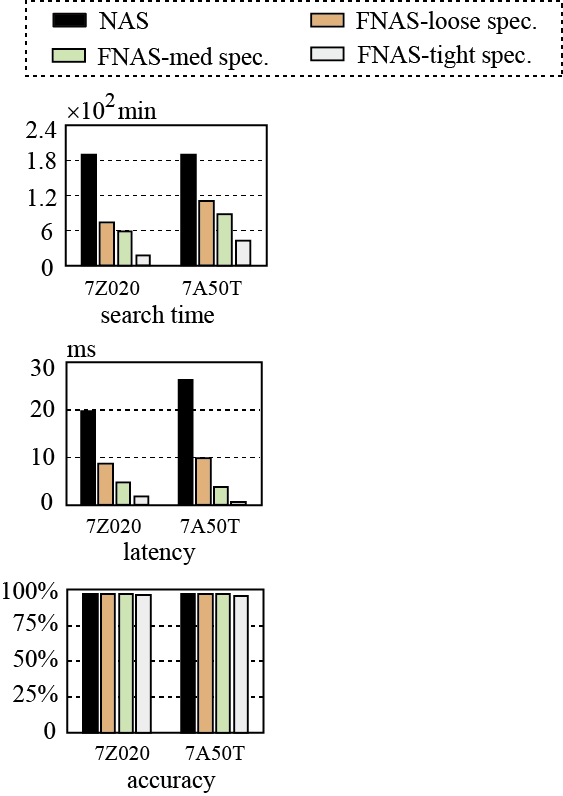 NAS
FNAS-loose spec.
FNAS-med spec.
FNAS-tight spec.
×10² min
2.4
1.8
1.2
6
0
7Z020 7A50T
search time
ms
30
20
10
0
7Z020 7A50T
latency
100%
75%
50%
25%
0
7Z020 7A50T
accuracy